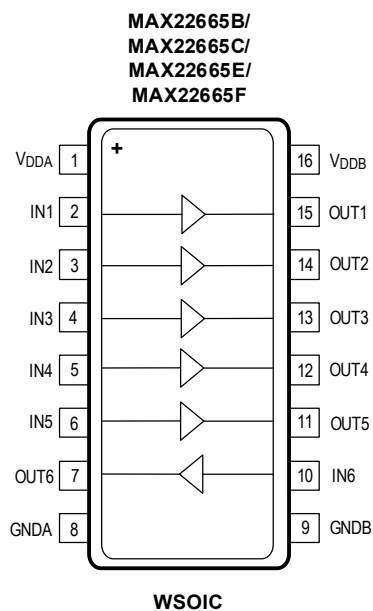 MAX22665B/
MAX22665C/
MAX22665E/
MAX22665F
+
VDDA 1 16 VDDB
IN1 2 15 OUT1
IN2 3 14 OUT2
IN3 4 13 OUT3
IN4 5 12 OUT4
IN5 6 11 OUT5
OUT6 7 10 IN6
GNDA 8 9 GNDB
WSOIC